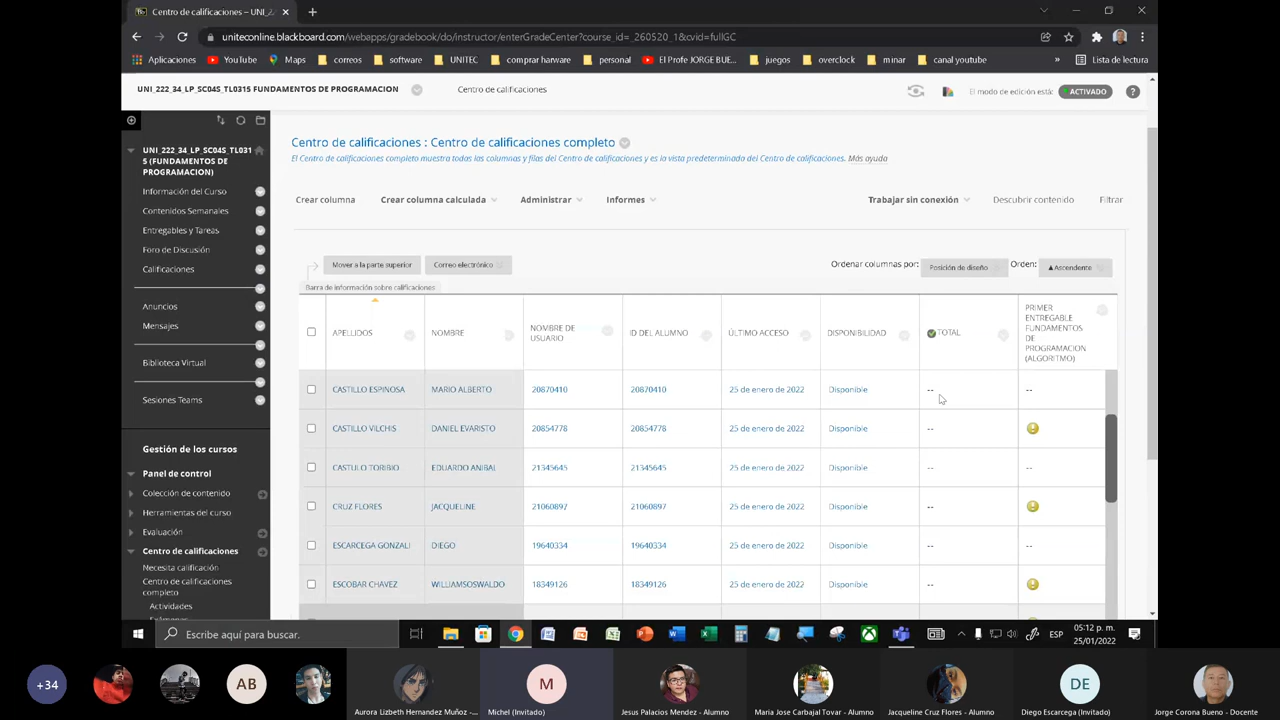 Centro de calificaciones – UNI_2
uniteconline.blackboard.com/webapps/gradebook/do/instructor/enterGradeCenter?course_id=_260520_1&cvid=fullGC
Aplicaciones YouTube Maps correos software UNITEC comprar harware personal El Profe JORGE BUE... juegos overclock minar canal youtube » Lista de lectura
UNI_222_34_LP_SC04S_TL0315 FUNDAMENTOS DE PROGRAMACION Centro de calificaciones El modo de edición está: ACTIVADO ?
UNI_222_34_LP_SC04S_TL031
5 (FUNDAMENTOS DE
PROGRAMACION)
Información del Curso
Contenidos Semanales
Entregables y Tareas
Foro de Discusión
Calificaciones
Anuncios
Mensajes
Biblioteca Virtual
Sesiones Teams
Gestión de los cursos
Panel de control
Colección de contenido
Herramientas del curso
Evaluación
Centro de calificaciones
Necesita calificación
Centro de calificaciones
completo
Actividades
Exámenes
Centro de calificaciones : Centro de calificaciones completo
El Centro de calificaciones completo muestra todas las columnas y filas del Centro de calificaciones y es la vista predeterminado del Centro de calificaciones. Más ayuda
Crear columna Crear columna calculada Administrar Informes Trabajar sin conexión Descubrir contenido Filtrar
Mover a la parte superior Correo electrónico Ordenar columnas por: Posición de diseño Orden: ▲Ascendente
Barra de información sobre calificaciones
APELLIDOS NOMBRE NOMBRE DE USUARIO ID DEL ALUMNO ÚLTIMO ACCESO DISPONIBILIDAD TOTAL PRIMER ENTREGABLE FUNDAMENTOS DE PROGRAMACION (ALGORITMO)
CASTILLO ESPINOSA MARIO ALBERTO 20870410 20870410 25 de enero de 2022 Disponible -- --
CASTILLO VILCHIS DANIEL EVARISTO 20854778 20854778 25 de enero de 2022 Disponible --
CASTULO TORIBIO EDUARDO ANIBAL 21345645 21345645 25 de enero de 2022 Disponible -- --
CRUZ FLORES JACQUELINE 21060897 21060897 25 de enero de 2022 Disponible --
ESCARCEGA GONZALI DIEGO 19640334 19640334 25 de enero de 2022 Disponible -- --
ESCOBAR CHAVEZ WILLIAMSOSWALDO 18349126 18349126 25 de enero de 2022 Disponible --
Escribe aquí para buscar ESP 05:12 p. m.
25/01/2022
+34 AB Aurora Lizbeth Hernandez Muñoz -... M Michel (Invitado) Jesus Palacios Mendez - Alumno Maria Jose Carbajal Tovar - Alumno Jacqueline Cruz Flores - Alumno DE Diego Escarcega (Invitado) Jorge Corona Bueno - Docente